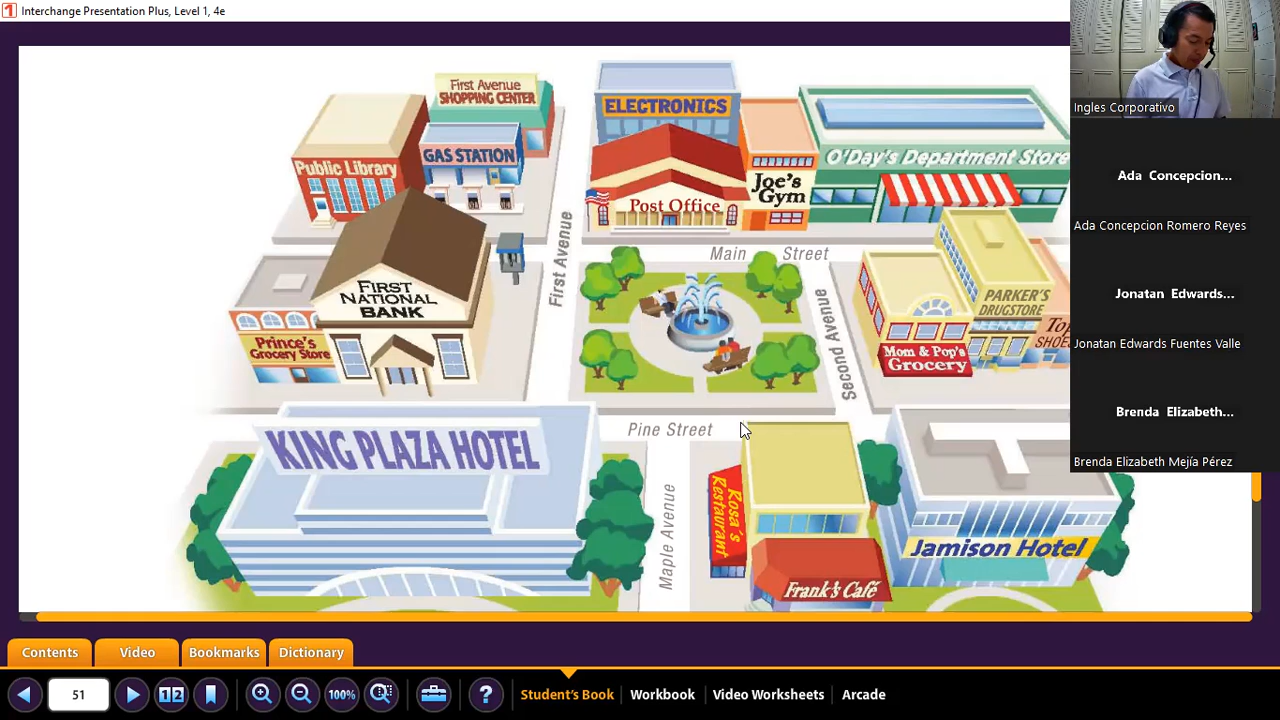 Interchange Presentation Plus, Level 1, 4e
Ingles Corporativo
Ada Concepcion...
Ada Concepcion Romero Reyes
Jonatan Edwards...
Jonatan Edwards Fuentes Valle
Brenda Elizabeth...
Brenda Elizabeth Mejía Pérez
First Avenue
SHOPPING CENTER
ELECTRONICS
Public Library
GAS STATION
O'Day's Department Store
Joe's
Gym
Post Office
First Avenue
Main Street
FIRST
NATIONAL
BANK
Prince's
Grocery Store
Second Avenue
PARKER'S
DRUGSTORE
Top
SHOES
Mom & Pop's
Grocery
KING PLAZA HOTEL
Pine Street
Maple Avenue
Rosa's
Restaurant
Frank's Café
Jamison Hotel
Contents
Video
Bookmarks
Dictionary
51
1 2
100%
?
Student's Book
Workbook
Video Worksheets
Arcade